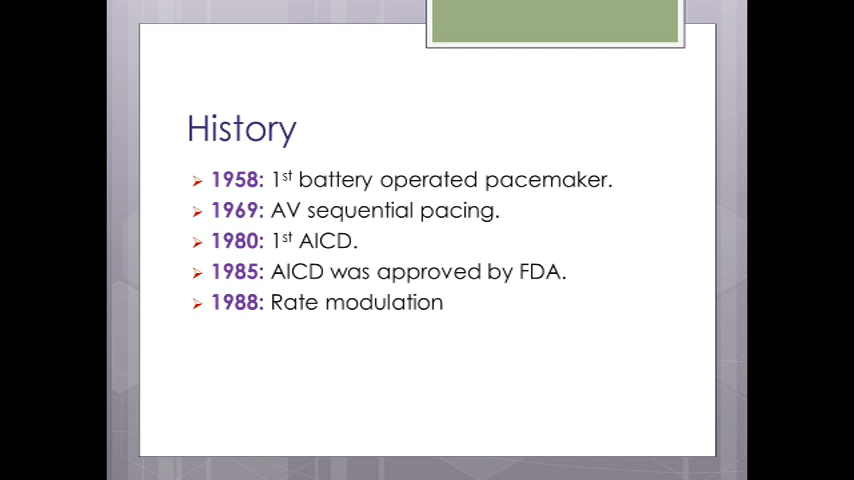 History
1958: 1st battery operated pacemaker.
1969: AV sequential pacing.
1980: 1st AICD.
1985: AICD was approved by FDA.
1988: Rate modulation